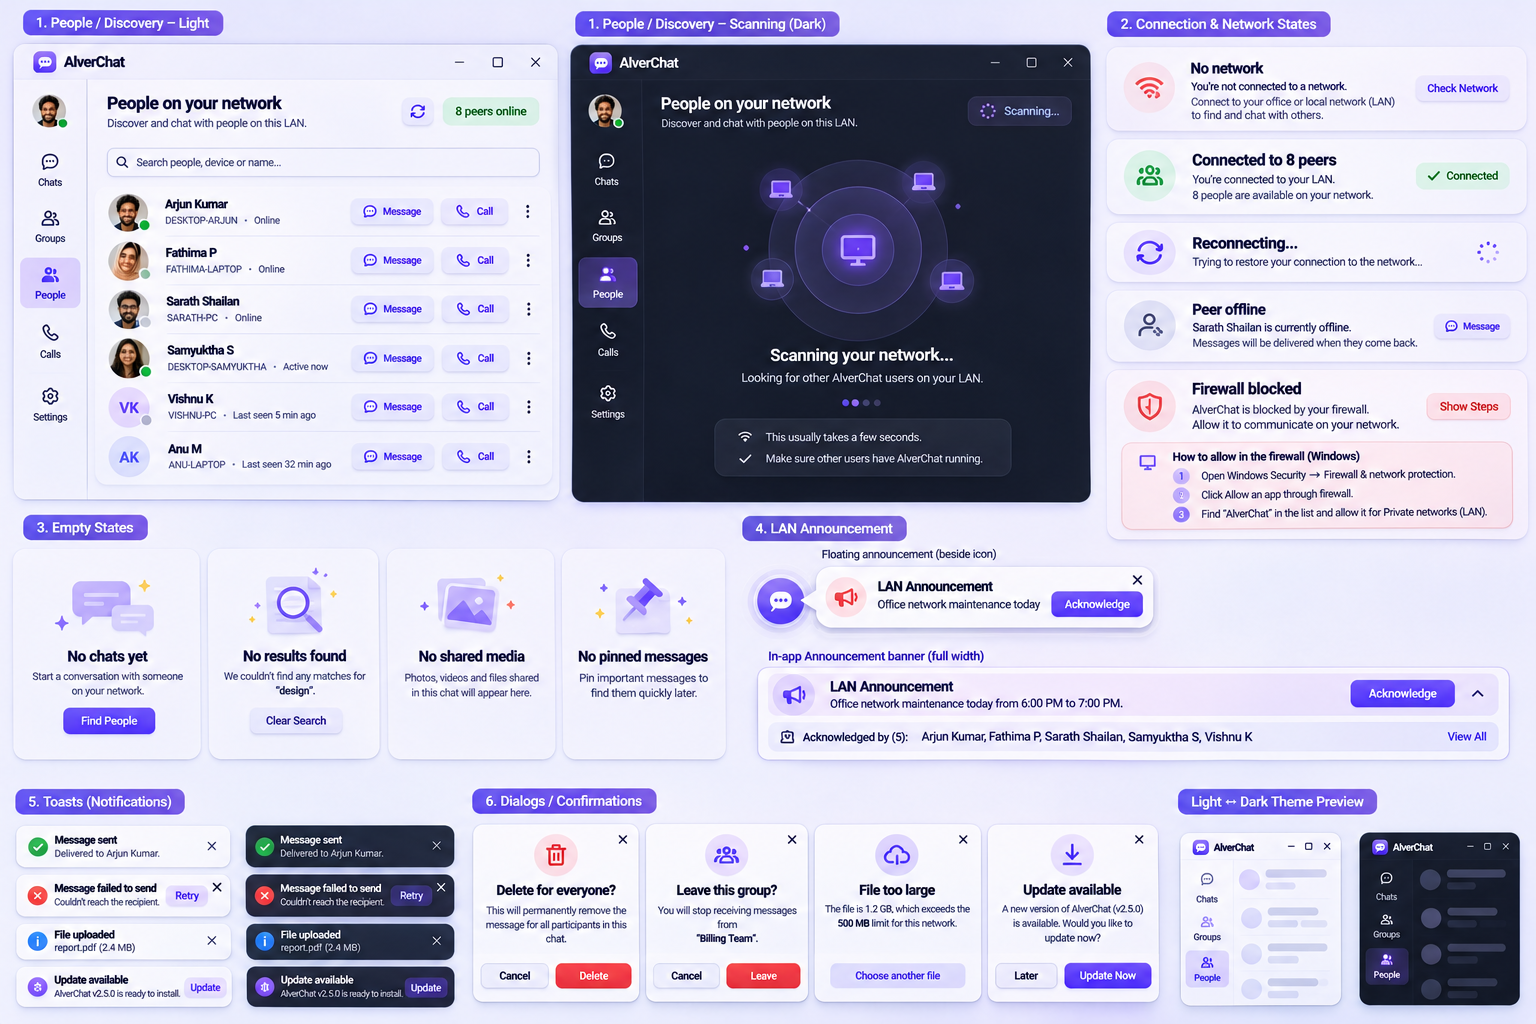 1. People / Discovery – Light
AlverChat
People on your network
Discover and chat with people on this LAN.
8 peers online
Search people, device or name...
Chats
Groups
People
Calls
Settings
Arjun Kumar
DESKTOP-ARJUN • Online
Message
Call
Fathima P
FATHIMA-LAPTOP • Online
Message
Call
Sarath Shailan
SARATH-PC • Online
Message
Call
Samyuktha S
DESKTOP-SAMYUKTHA • Active now
Message
Call
VK
Vishnu K
VISHNU-PC • Last seen 5 min ago
Message
Call
AK
Anu M
ANU-LAPTOP • Last seen 32 min ago
Message
Call
1. People / Discovery – Scanning (Dark)
AlverChat
People on your network
Discover and chat with people on this LAN.
Scanning...
Chats
Groups
People
Calls
Settings
Scanning your network...
Looking for other AlverChat users on your LAN.
This usually takes a few seconds.
Make sure other users have AlverChat running.
2. Connection & Network States
No network
You're not connected to a network.
Connect to your office or local network (LAN)
to find and chat with others.
Check Network
Connected to 8 peers
You're connected to your LAN.
8 people are available on your network.
Connected
Reconnecting...
Trying to restore your connection to the network...
Peer offline
Sarath Shailan is currently offline.
Messages will be delivered when they come back.
Message
Firewall blocked
AlverChat is blocked by your firewall.
Allow it to communicate on your network.
Show Steps
How to allow in the firewall (Windows)
1 Open Windows Security → Firewall & network protection.
2 Click Allow an app through firewall.
3 Find "AlverChat" in the list and allow it for Private networks (LAN).
3. Empty States
No chats yet
Start a conversation with someone
on your network.
Find People
No results found
We couldn't find any matches for
"design".
Clear Search
No shared media
Photos, videos and files shared
in this chat will appear here.
No pinned messages
Pin important messages to
find them quickly later.
4. LAN Announcement
Floating announcement (beside icon)
LAN Announcement
Office network maintenance today
Acknowledge
In-app Announcement banner (full width)
LAN Announcement
Office network maintenance today from 6:00 PM to 7:00 PM.
Acknowledge
Acknowledged by (5): Arjun Kumar, Fathima P, Sarath Shailan, Samyuktha S, Vishnu K
View All
5. Toasts (Notifications)
Message sent
Delivered to Arjun Kumar.
Message failed to send
Couldn't reach the recipient.
Retry
File uploaded
report.pdf (2.4 MB)
Update available
AlverChat v2.5.0 is ready to install.
Update
Message sent
Delivered to Arjun Kumar.
Message failed to send
Couldn't reach the recipient.
Retry
File uploaded
report.pdf (2.4 MB)
Update available
AlverChat v2.5.0 is ready to install.
Update
6. Dialogs / Confirmations
Delete for everyone?
This will permanently remove the
message for all participants in this
chat.
Cancel
Delete
Leave this group?
You will stop receiving messages
from
"Billing Team".
Cancel
Leave
File too large
The file is 1.2 GB, which exceeds the
500 MB limit for this network.
Choose another file
Update available
A new version of AlverChat (v2.5.0)
is available. Would you like to
update now?
Later
Update Now
Light ↔ Dark Theme Preview
AlverChat
Chats
Groups
People
AlverChat
Chats
Groups
People